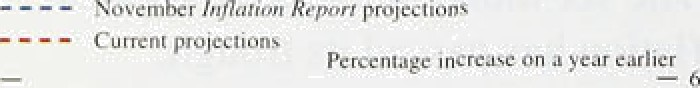 November Inflation Report projections
Current projections
Percentage increase on a year earlier
6